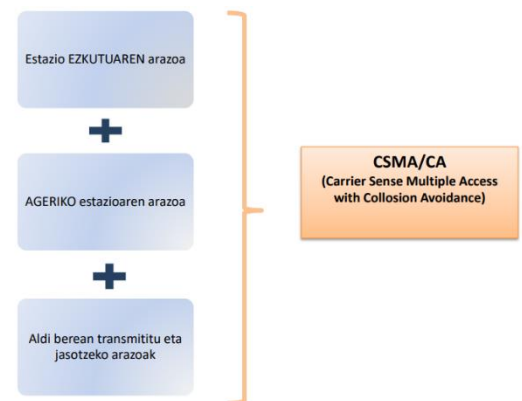 Estazio EZKUTUAREN arazoa
AGERIKO estazioaren arazoa
Aldi berean transmititu eta
jasotzeko arazoak
CSMA/CA
(Carrier Sense Multiple Access
with Collosion Avoidance)